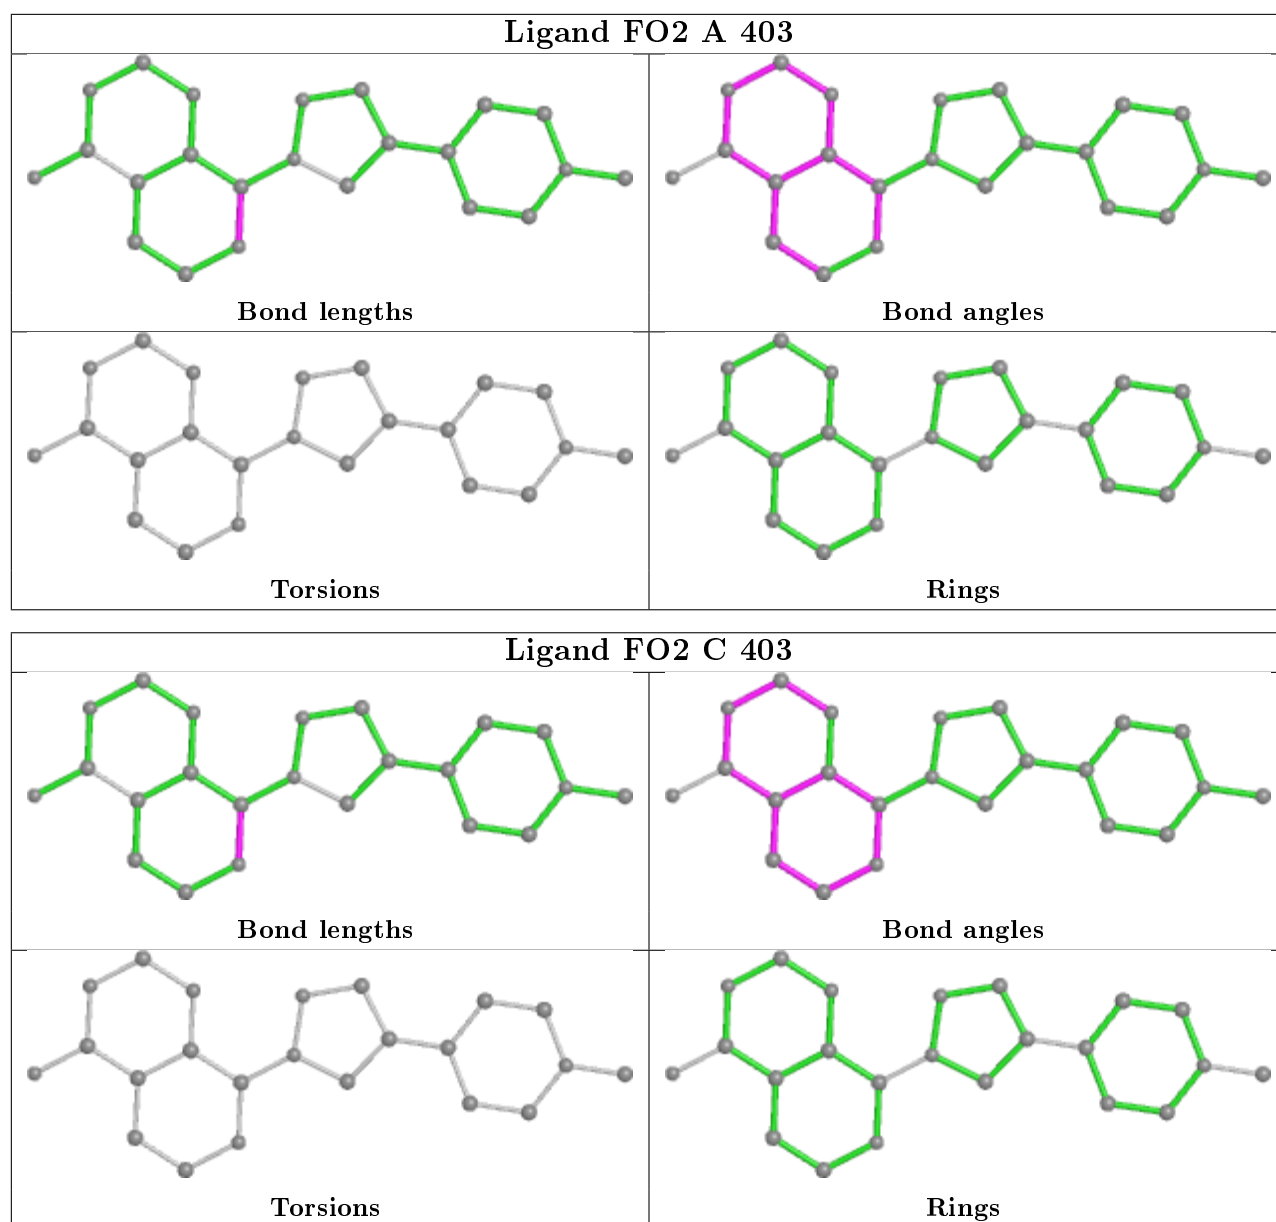 Ligand FO2 A 403
Bond lengths
Bond angles
Torsions
Rings
Ligand FO2 C 403
Bond lengths
Bond angles
Torsions
Rings